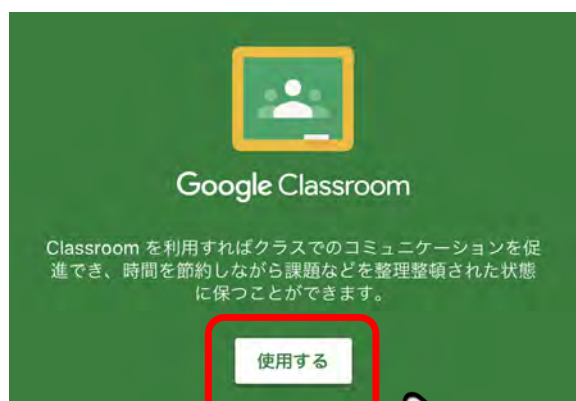 Google Classroom
Classroom を利用すればクラスでのコミュニケーションを促
進でき、時間を節約しながら課題などを整理整頓された状態
に保つことができます。
使用する